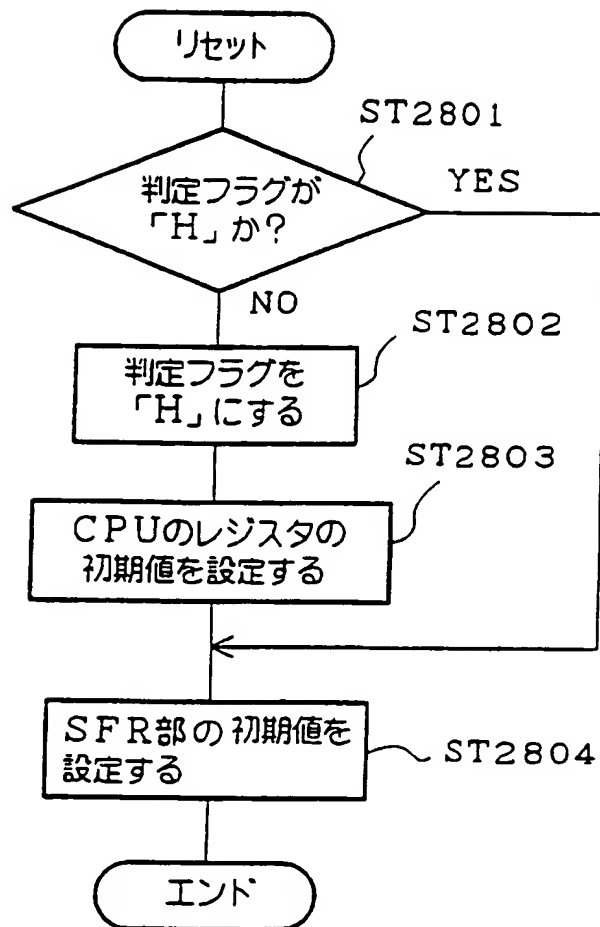 リセット
ST2801
判定フラグが
「H」か?
YES
NO
ST2802
判定フラグを
「H」にする
ST2803
CPUのレジスタの
初期値を設定する
SFR部の初期値を
設定する
ST2804
エンド